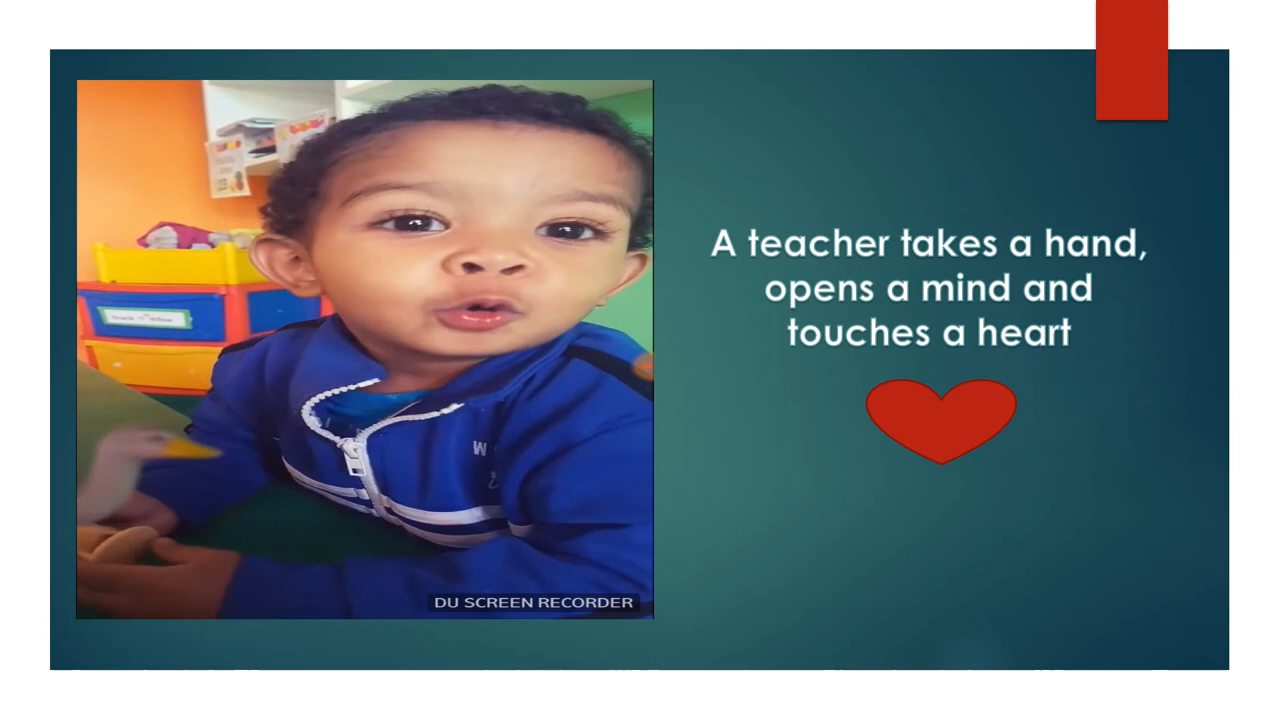 A teacher takes a hand,
opens a mind and
touches a heart
W
DU SCREEN RECORDER